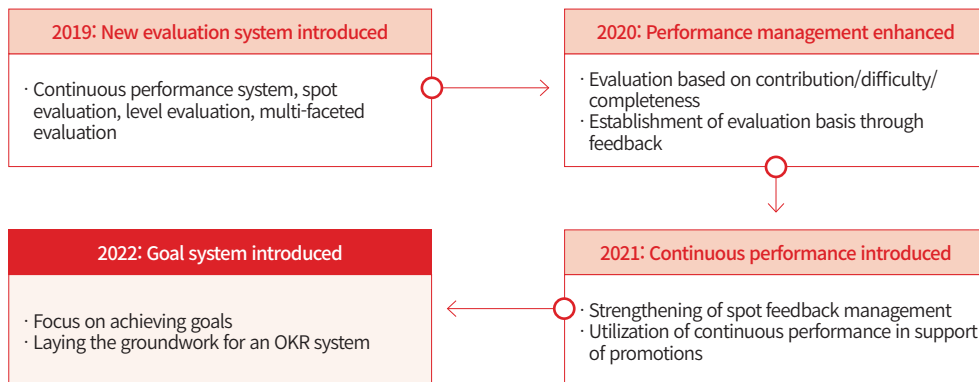 2019: New evaluation system introduced
· Continuous performance system, spot
evaluation, level evaluation, multi-faceted
evaluation
2020: Performance management enhanced
· Evaluation based on contribution/difficulty/
completeness
· Establishment of evaluation basis through
feedback
2021: Continuous performance introduced
· Strengthening of spot feedback management
· Utilization of continuous performance in support
of promotions
2022: Goal system introduced
· Focus on achieving goals
· Laying the groundwork for an OKR system